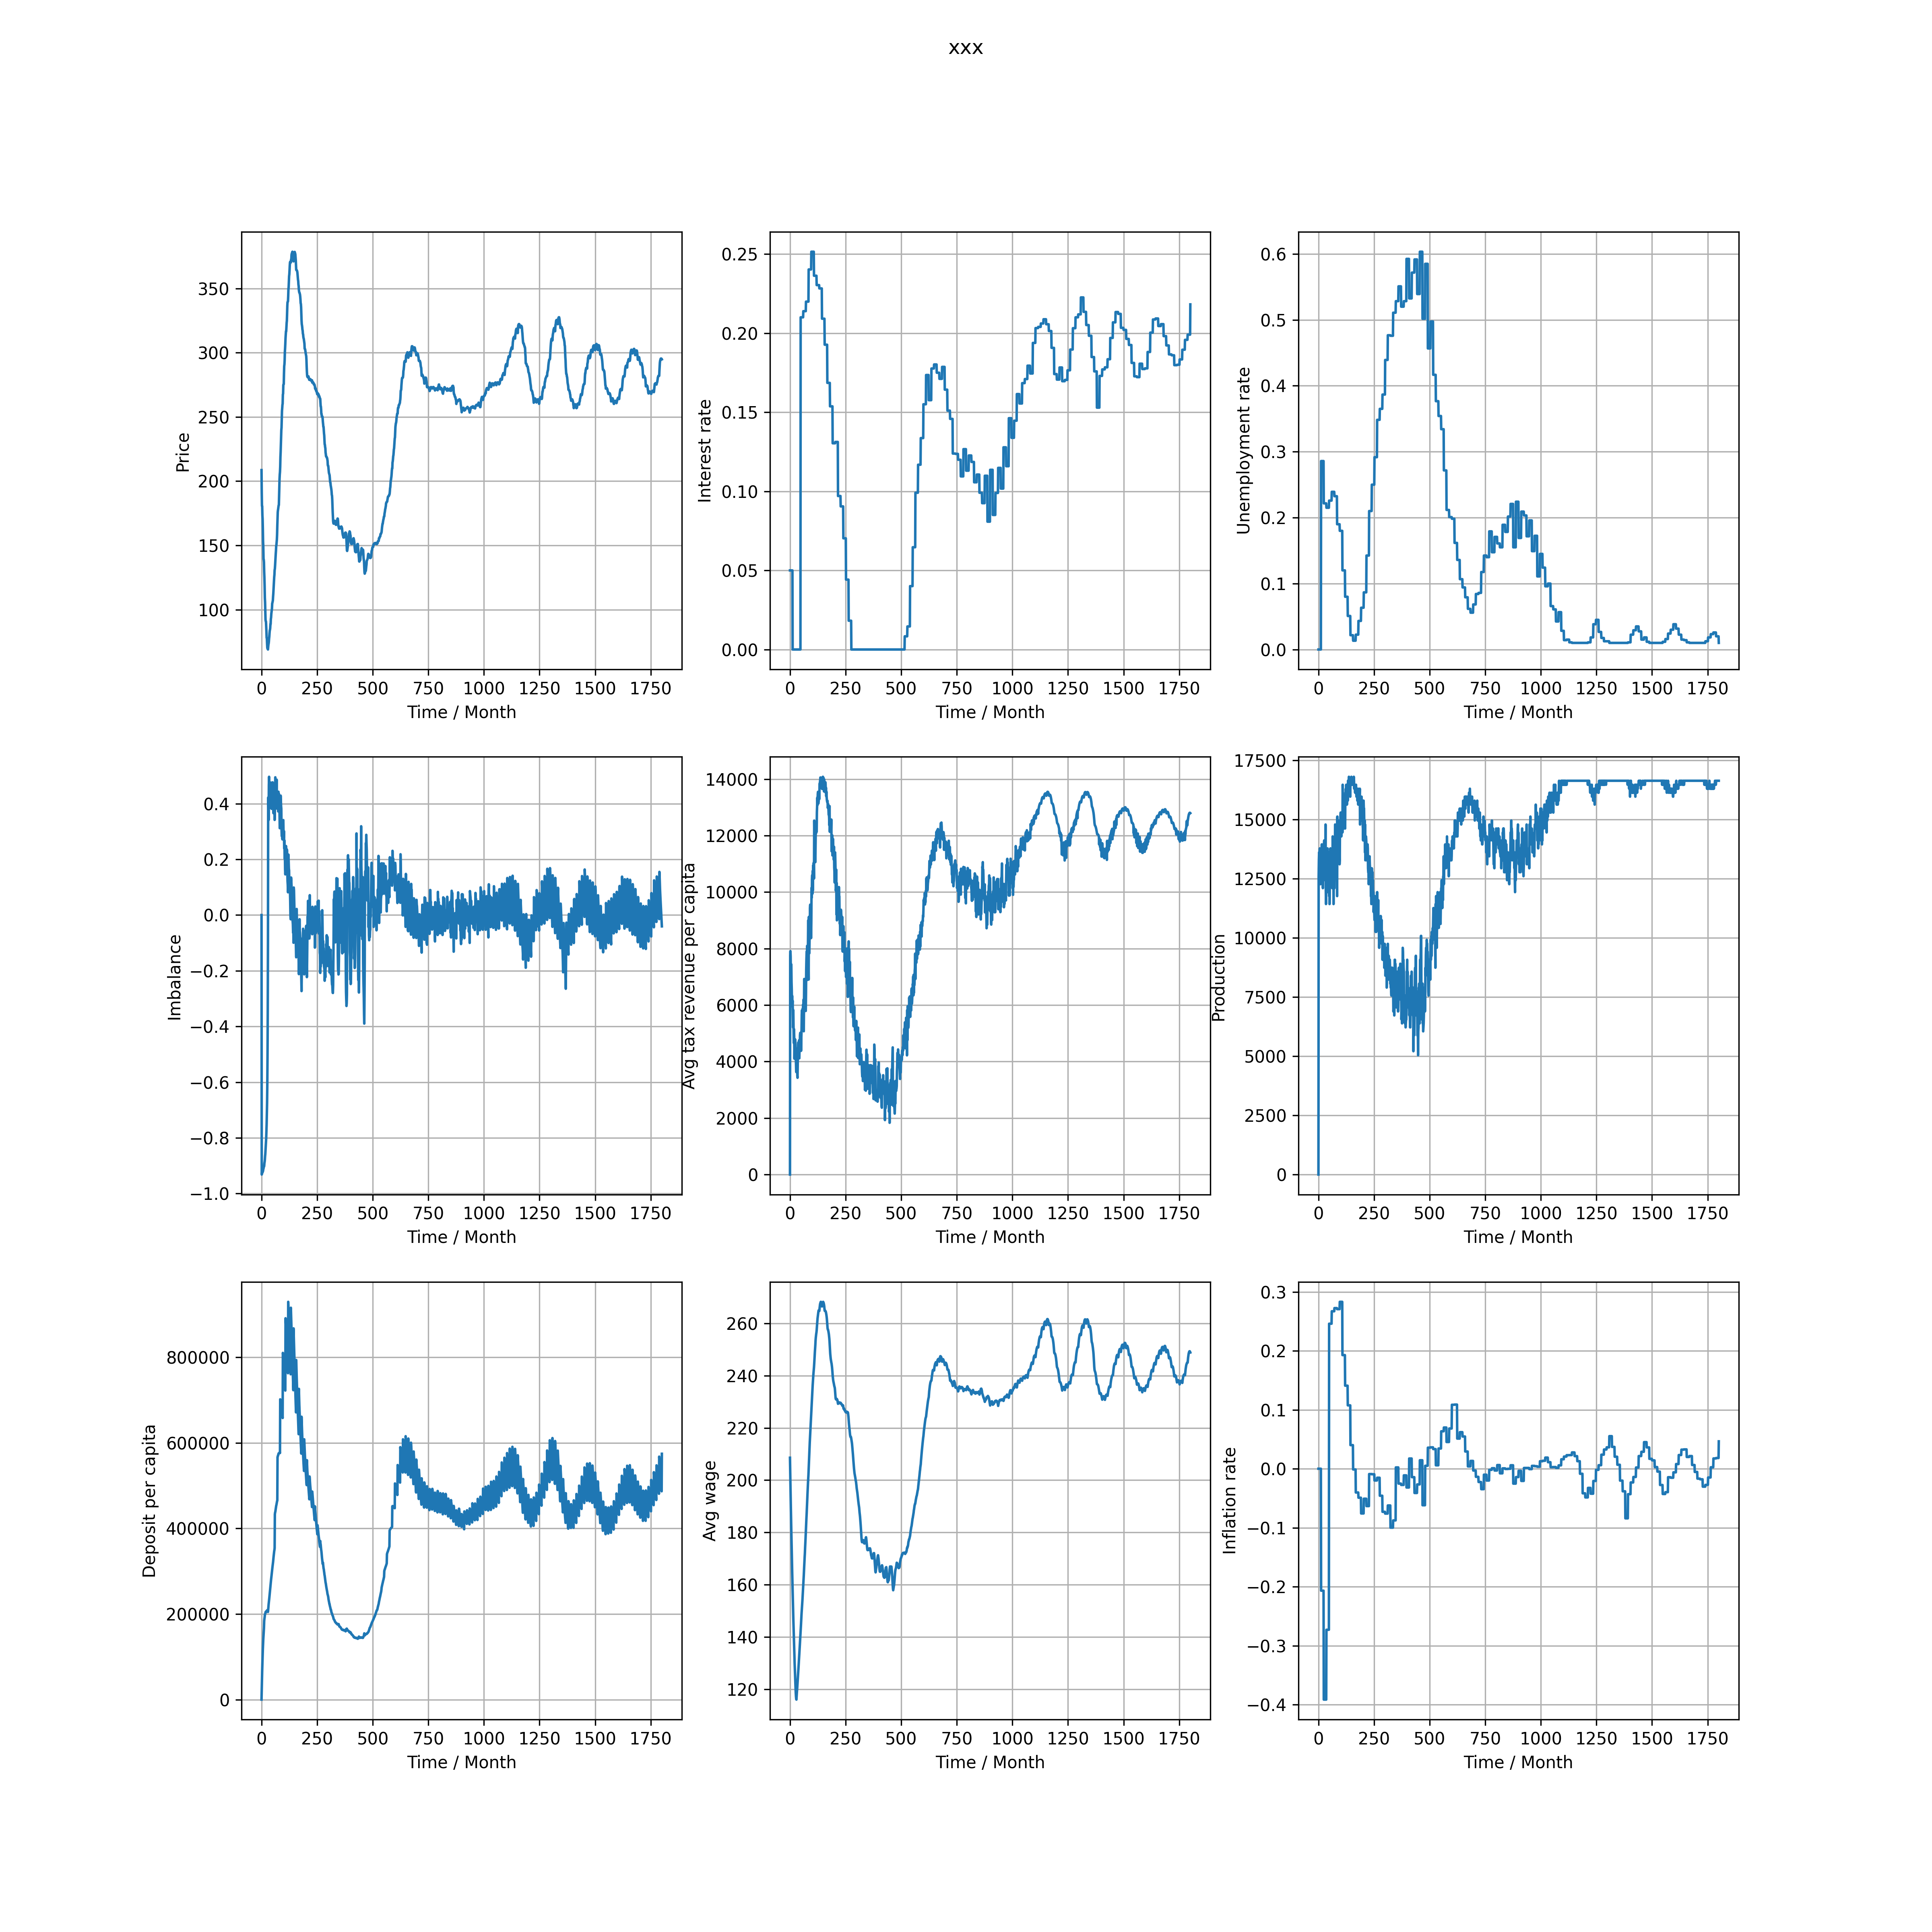 xxx
350
300
250
200
150
100
Price
0 250 500 750 1000 1250 1500 1750
Time / Month
0.25
0.20
0.15
0.10
0.05
0.00
Interest rate
0 250 500 750 1000 1250 1500 1750
Time / Month
0.6
0.5
0.4
0.3
0.2
0.1
0.0
Unemployment rate
0 250 500 750 1000 1250 1500 1750
Time / Month
0.4
0.2
0.0
−0.2
−0.4
−0.6
−0.8
−1.0
Imbalance
0 250 500 750 1000 1250 1500 1750
Time / Month
14000
12000
10000
8000
6000
4000
2000
0
Avg tax revenue per capita
0 250 500 750 1000 1250 1500 1750
Time / Month
17500
15000
12500
10000
7500
5000
2500
0
Production
0 250 500 750 1000 1250 1500 1750
Time / Month
800000
600000
400000
200000
0
Deposit per capita
0 250 500 750 1000 1250 1500 1750
Time / Month
260
240
220
200
180
160
140
120
Avg wage
0 250 500 750 1000 1250 1500 1750
Time / Month
0.3
0.2
0.1
0.0
−0.1
−0.2
−0.3
−0.4
Inflation rate
0 250 500 750 1000 1250 1500 1750
Time / Month